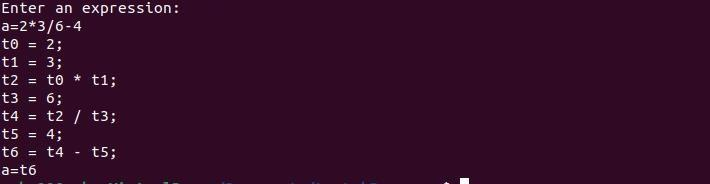 Enter an expression:
a=2*3/6-4
t0 = 2;
t1 = 3;
t2 = t0 * t1;
t3 = 6;
t4 = t2 / t3;
t5 = 4;
t6 = t4 - t5;
a=t6